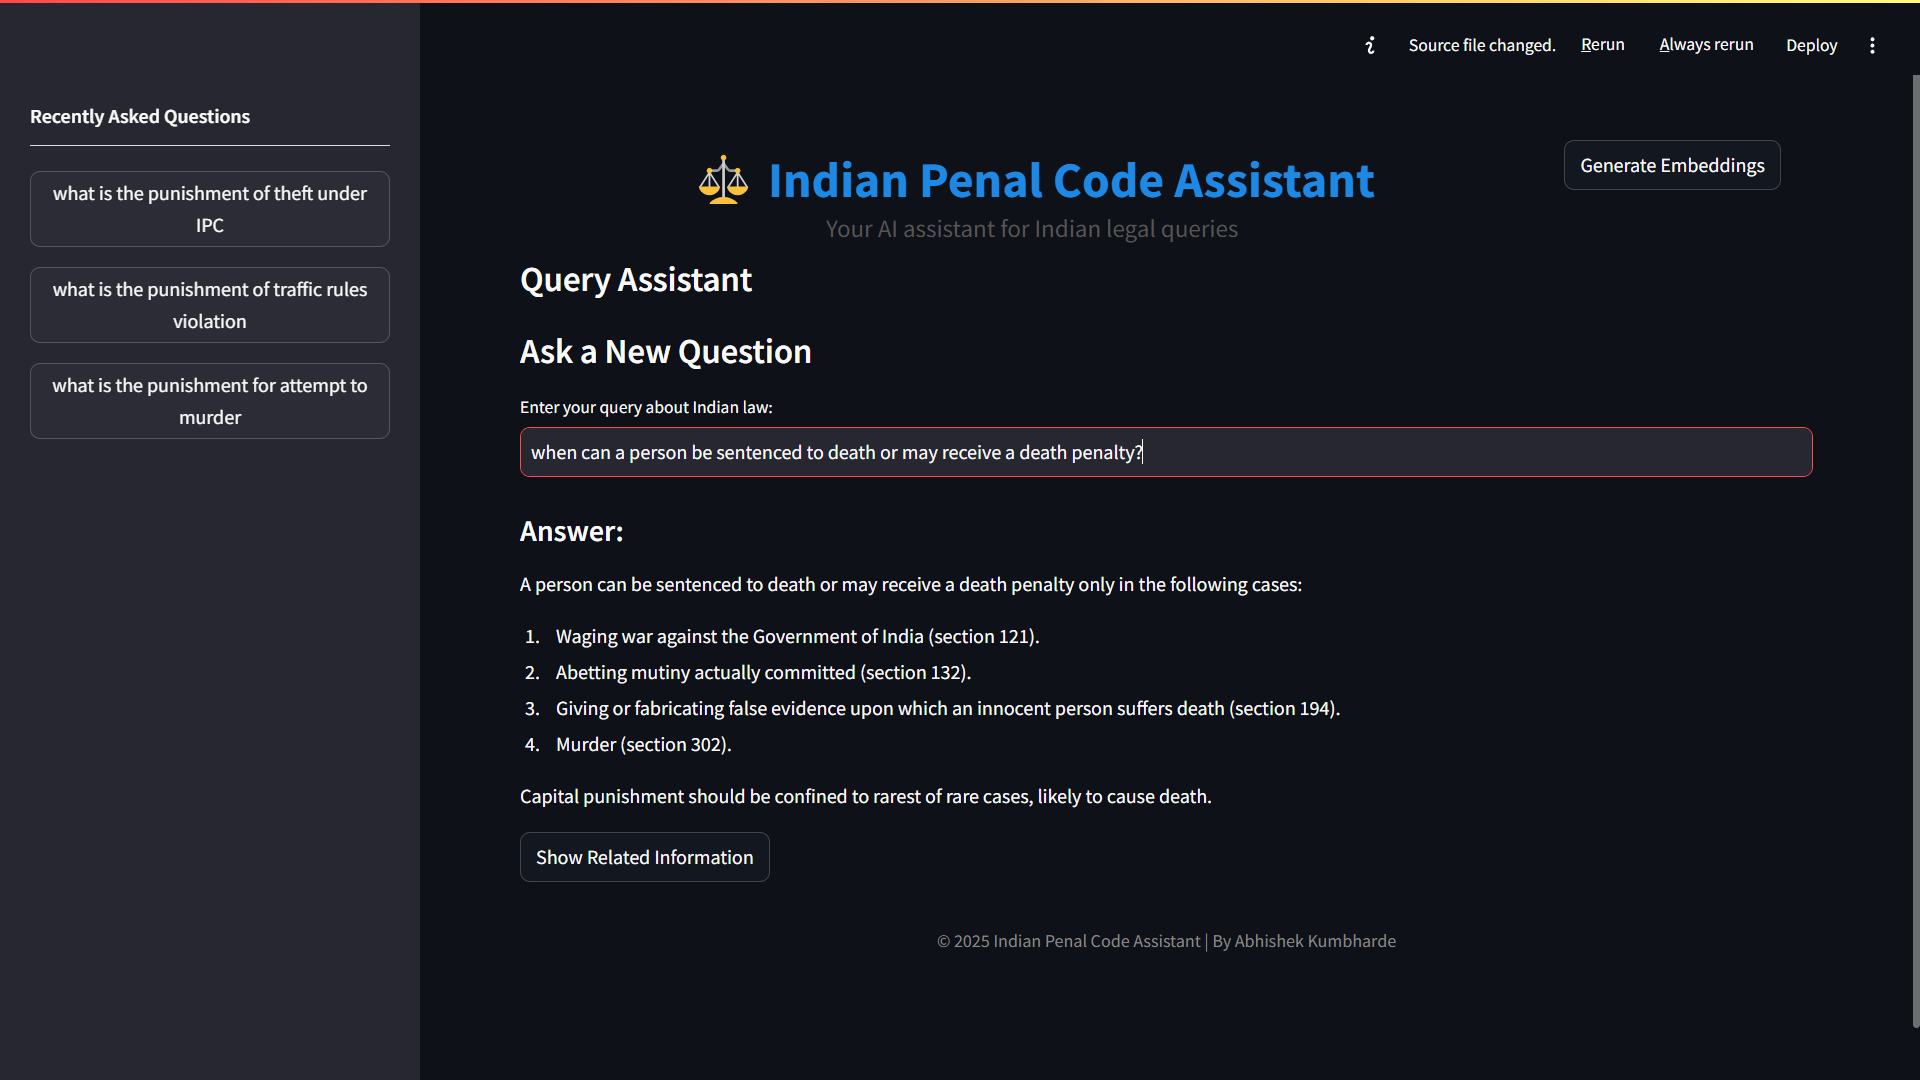 Source file changed. Rerun Always rerun Deploy
Recently Asked Questions
what is the punishment of theft under
IPC
what is the punishment of traffic rules
violation
what is the punishment for attempt to
murder
Generate Embeddings
Indian Penal Code Assistant
Your AI assistant for Indian legal queries
Query Assistant
Ask a New Question
Enter your query about Indian law:
when can a person be sentenced to death or may receive a death penalty?
Answer:
A person can be sentenced to death or may receive a death penalty only in the following cases:
1. Waging war against the Government of India (section 121).
2. Abetting mutiny actually committed (section 132).
3. Giving or fabricating false evidence upon which an innocent person suffers death (section 194).
4. Murder (section 302).
Capital punishment should be confined to rarest of rare cases, likely to cause death.
Show Related Information
© 2025 Indian Penal Code Assistant | By Abhishek Kumbharde